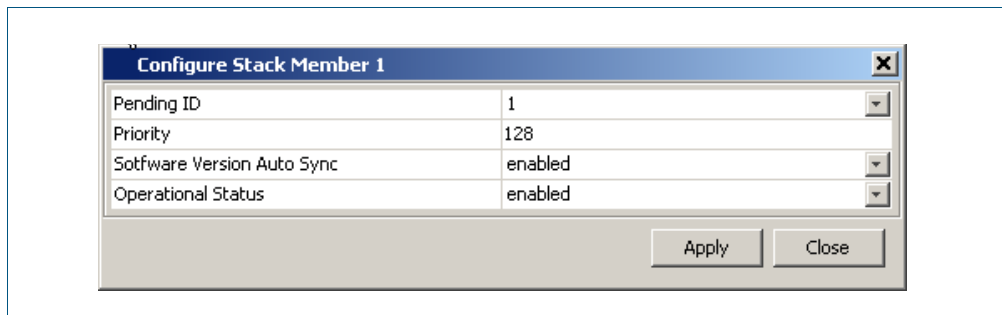 Configure Stack Member 1
Pending ID 1
Priority 128
Sotfware Version Auto Sync enabled
Operational Status enabled
Apply Close